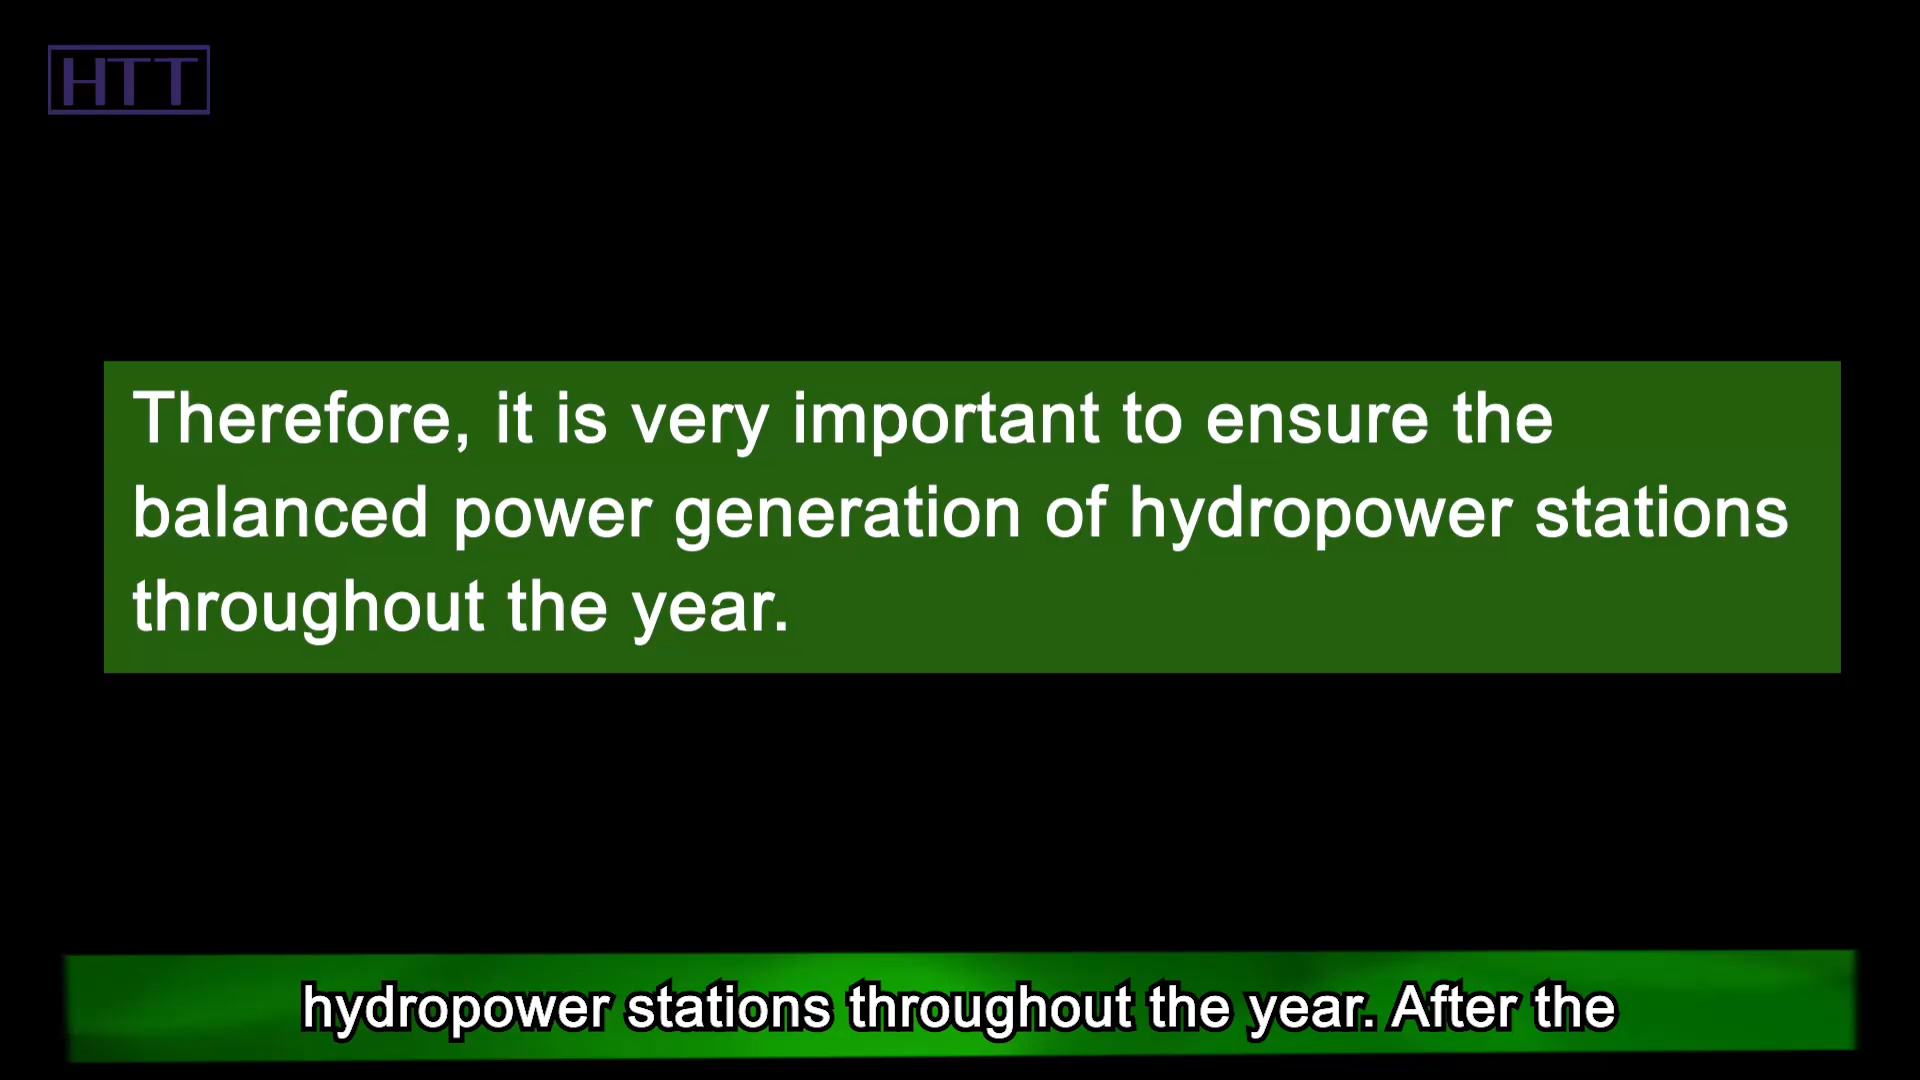 HTT
Therefore, it is very important to ensure the
balanced power generation of hydropower stations
throughout the year.
hydropower stations throughout the year. After the